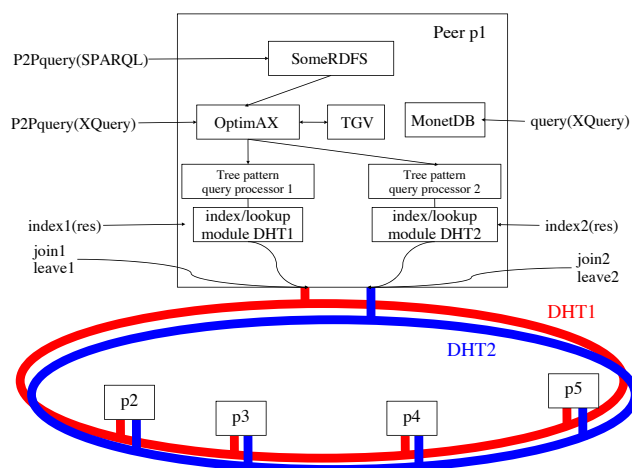 Peer p1
P2Pquery(SPARQL)
SomeRDFS
P2Pquery(XQuery)
OptimAX
TGV
MonetDB
query(XQuery)
Tree pattern
query processor 1
Tree pattern
query processor 2
index1(res)
index/lookup
module DHT1
index/lookup
module DHT2
index2(res)
join1
leave1
join2
leave2
DHT1
DHT2
p2
p3
p4
p5